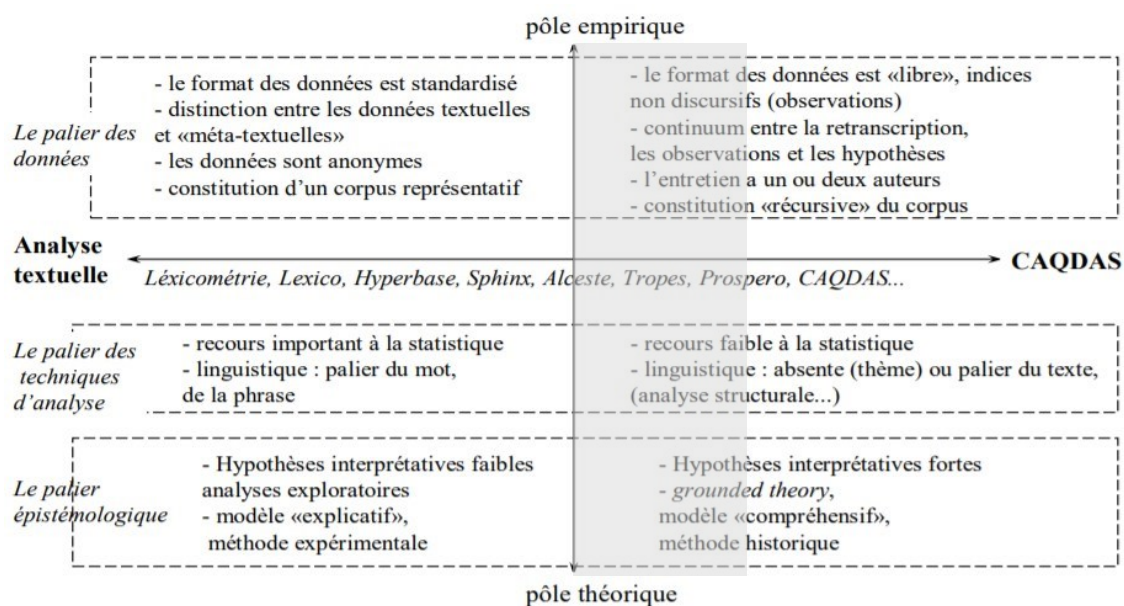 pôle empirique
Le palier des
données
- le format des données est standardisé
- distinction entre les données textuelles
et «méta-textuelles»
- les données sont anonymes
- constitution d’un corpus représentatif
- le format des données est «libre», indices
non discursifs (observations)
- continuum entre la retranscription,
les observations et les hypothèses
- l’entretien a un ou deux auteurs
- constitution «récursive» du corpus
Analyse
textuelle
CAQDAS
Léxicométrie, Lexico, Hyperbase, Sphinx, Alceste, Tropes, Prospero, CAQDAS...
Le palier des
techniques
d’analyse
- recours important à la statistique
- linguistique : palier du mot,
de la phrase
- recours faible à la statistique
- linguistique : absente (thème) ou palier du texte,
(analyse structurale...)
Le palier
épistémologique
- Hypothèses interprétatives faibles
analyses exploratoires
- modèle «explicatif»,
méthode expérimentale
- Hypothèses interprétatives fortes
- grounded theory,
modèle «compréhensif»,
méthode historique
pôle théorique